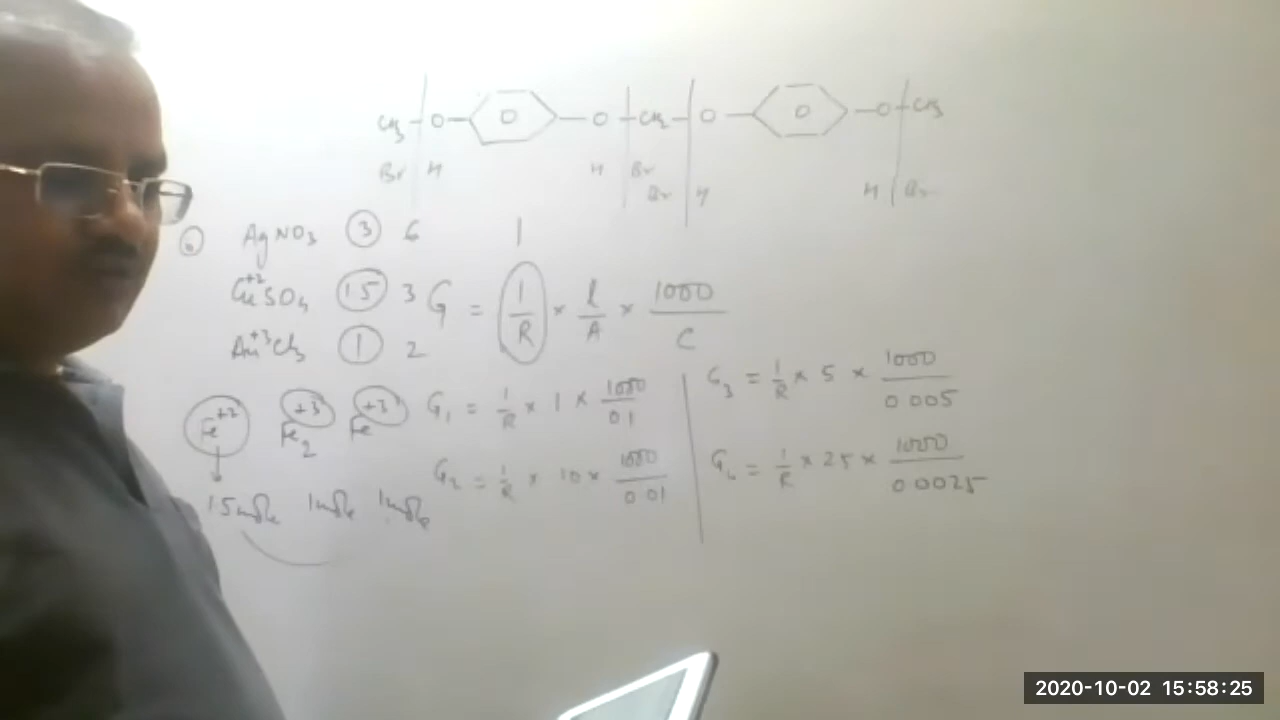 CH3 - O - O - O - CH2 - O - O - O - CH3
Br H H Br
Br H H Br
AgNO3 3 6 1
Cu+2SO4 1.5 3
Au+3Cl3 1 2
G = 1/R × l/A × 1000/C
Fe+2 Fe2+3 Fe+3
1.5 mole 1 mole 1 mole
G1 = 1/R × 1 × 1000/0.1
G2 = 1/R × 10 × 1000/0.01
G3 = 1/R × 5 × 1000/0.005
G4 = 1/R × 25 × 1000/0.0025
2020-10-02 15:58:25